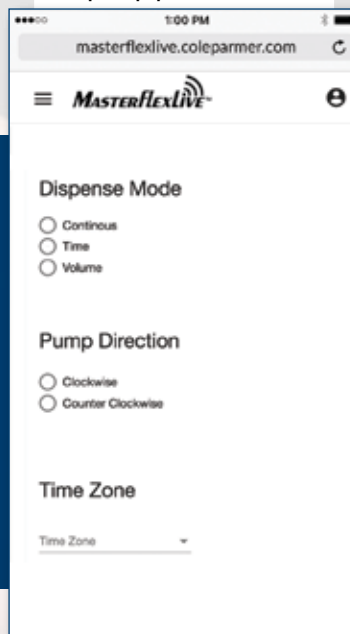 1:00 PM
masterflexlive.coleparmer.com
MASTERFLEXLIVE
Dispense Mode
Continous
Time
Volume
Pump Direction
Clockwise
Counter Clockwise
Time Zone
Time Zone